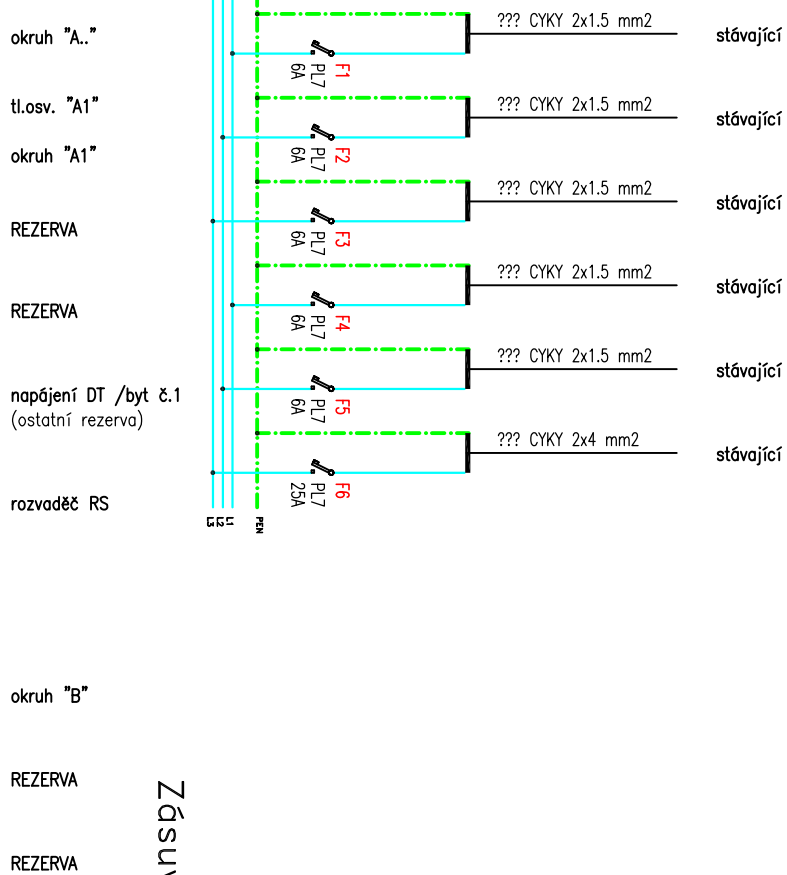 ??? CYKY 2x1.5 mm2
okruh "A.."
stávající
F1
PL7
6A
tl.osv. "A1"
??? CYKY 2x1.5 mm2
stávající
okruh "A1"
F2
PL7
6A
??? CYKY 2x1.5 mm2
stávající
REZERVA
F3
PL7
6A
??? CYKY 2x1.5 mm2
stávající
REZERVA
F4
PL7
6A
??? CYKY 2x1.5 mm2
stávající
napájení DT /byt č.1
(ostatní rezerva)
F5
PL7
6A
??? CYKY 2x4 mm2
stávající
rozvaděč RS
F6
PL7
25A
L3
L2
L1
PEN
okruh "B"
REZERVA
REZERVA